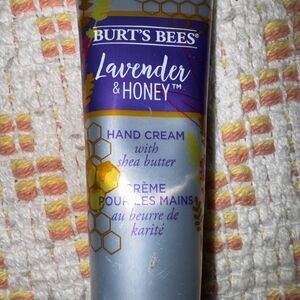 BURT'S BEES®
Lavender
& HONEY™
HAND CREAM
with
shea butter
CRÈME
POUR LES MAINS
au beurre de
karité